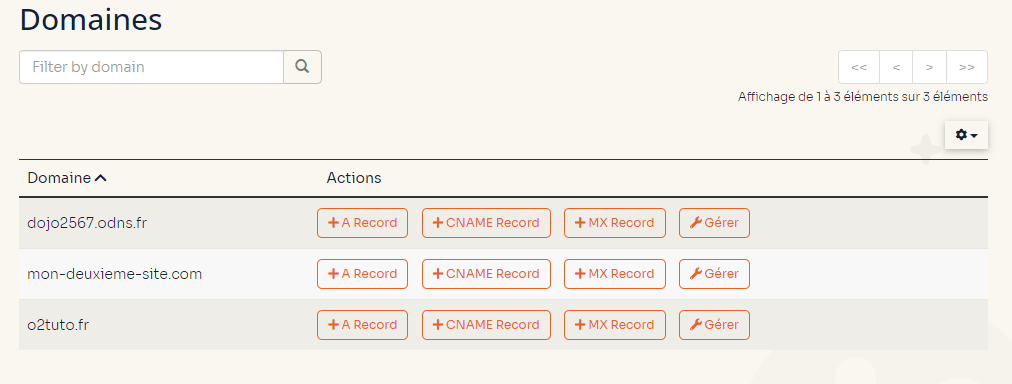 Domaines
Filter by domain
<< < > >>
Affichage de 1 à 3 éléments sur 3 éléments
Domaine Actions
dojo2567.odns.fr A Record CNAME Record MX Record Gérer
mon-deuxieme-site.com A Record CNAME Record MX Record Gérer
o2tuto.fr A Record CNAME Record MX Record Gérer